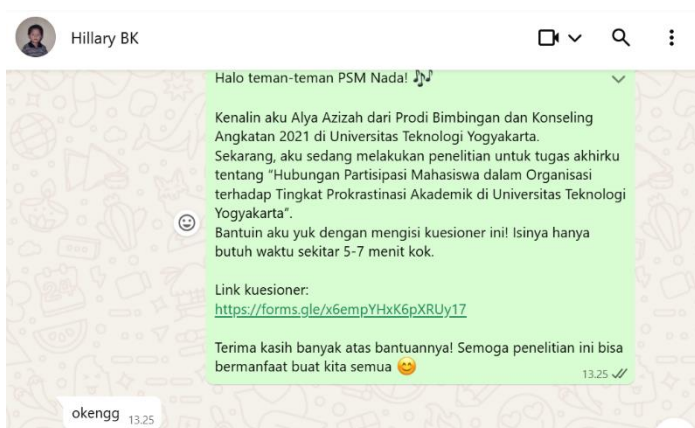 Hillary BK
Halo teman-teman PSM Nada! 🎶
Kenalin aku Alya Azizah dari Prodi Bimbingan dan Konseling
Angkatan 2021 di Universitas Teknologi Yogyakarta.
Sekarang, aku sedang melakukan penelitian untuk tugas akhirku
tentang “Hubungan Partisipasi Mahasiswa dalam Organisasi
terhadap Tingkat Prokrastinasi Akademik di Universitas Teknologi
Yogyakarta”.
Bantuin aku yuk dengan mengisi kuesioner ini! Isinya hanya
butuh waktu sekitar 5-7 menit kok.
Link kuesioner:
https://forms.gle/x6empYHxK6pXRUy17
Terima kasih banyak atas bantuannya! Semoga penelitian ini bisa
bermanfaat buat kita semua 😊
13.25
okengg 13.25